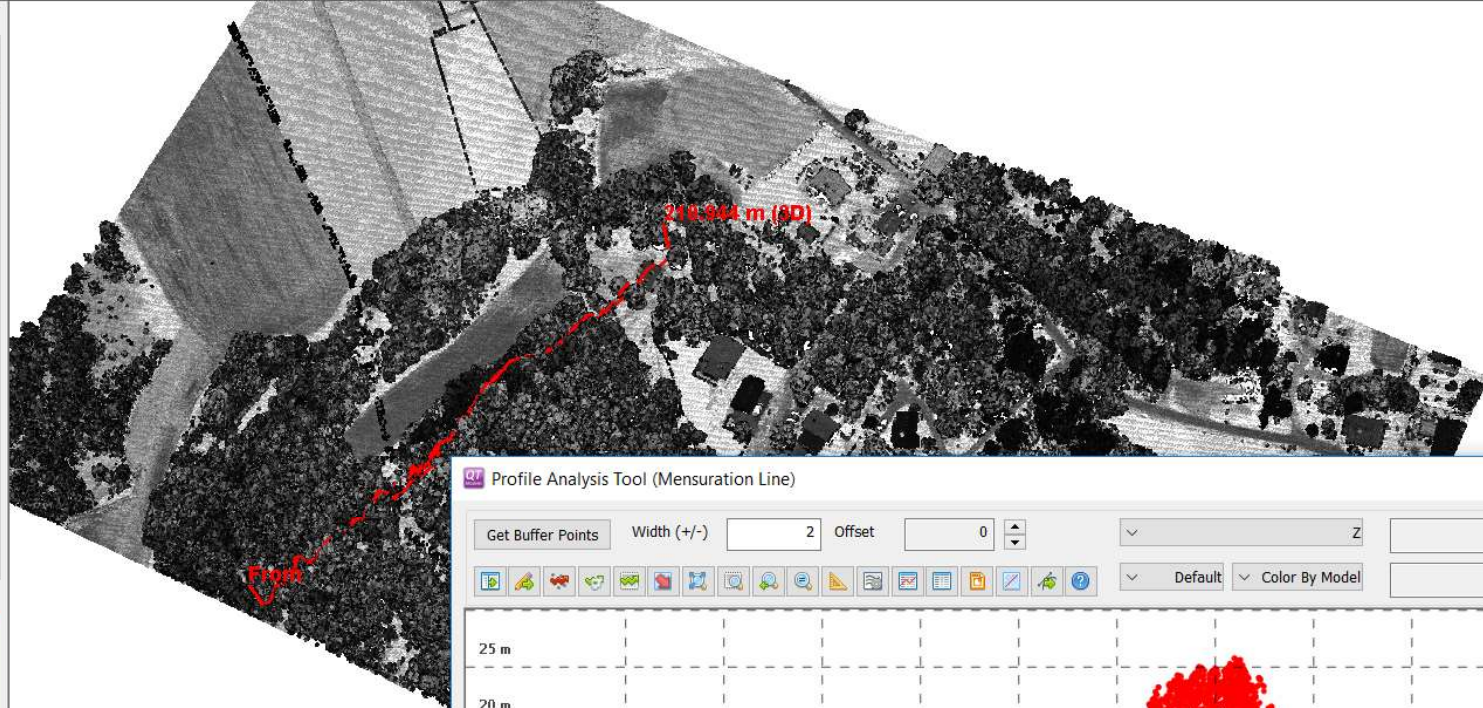 210.944 m (3D)
From
QT
Profile Analysis Tool (Mensuration Line)
Get Buffer Points Width (+/-) 2 Offset 0 Z
Default Color By Model
25 m
20 m